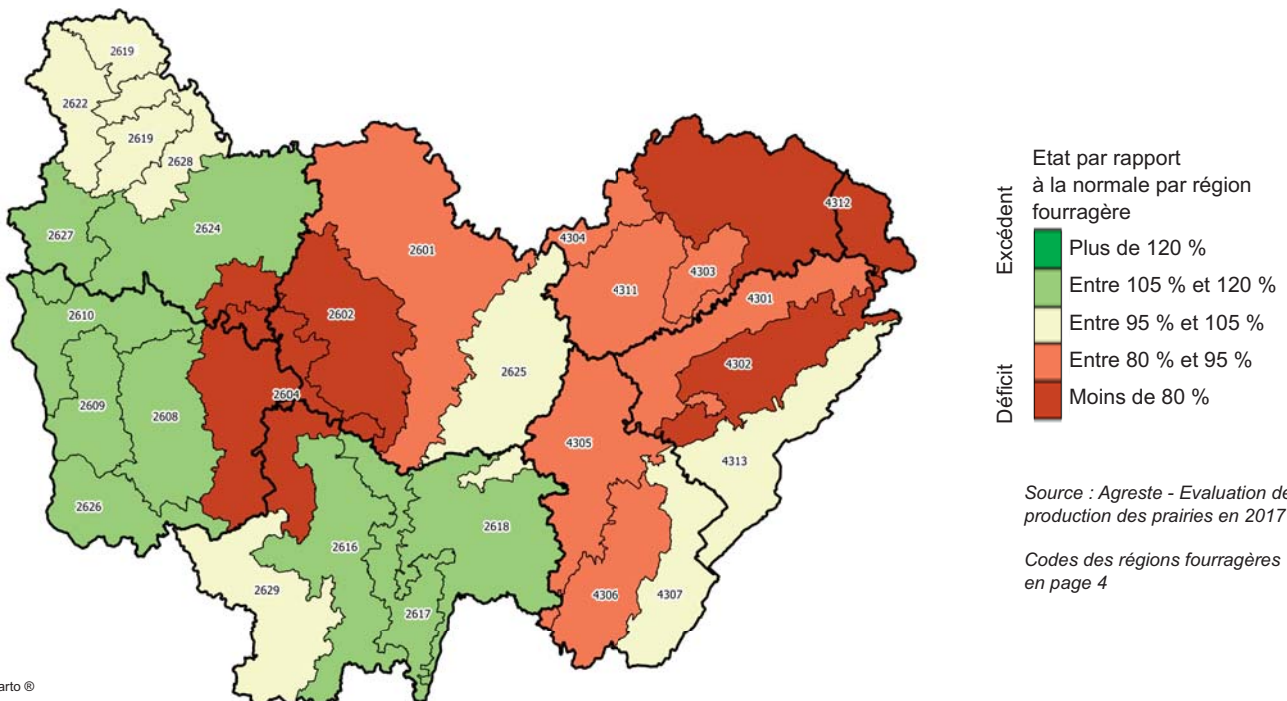 2619
2622
2619
2628
2627
2624
2601
4304
4312
4303
4311
4301
2610
2602
4302
2625
2604
2609
2608
4305
4313
2626
2618
2616
2629
4306
4307
2617
arto ®
Etat par rapport
à la normale par région
fourragère
Excédent
Déficit
Plus de 120 %
Entre 105 % et 120 %
Entre 95 % et 105 %
Entre 80 % et 95 %
Moins de 80 %
Source : Agreste - Evaluation de
production des prairies en 2017
Codes des régions fourragères
en page 4